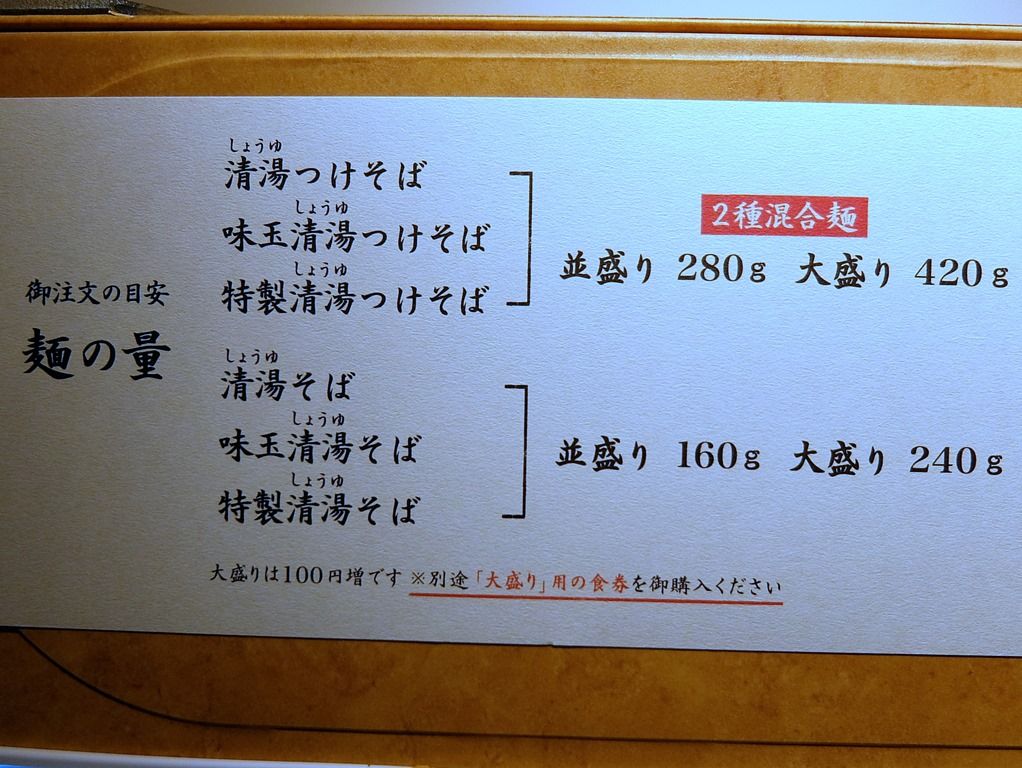 御注文の目安
麺の量
しょうゆ
清湯つけそば
しょうゆ
味玉清湯つけそば
しょうゆ
特製清湯つけそば
2種混合麺
並盛り 280g 大盛り 420g
しょうゆ
清湯そば
しょうゆ
味玉清湯そば
しょうゆ
特製清湯そば
並盛り 160g 大盛り 240g
大盛りは100円増です ※別途「大盛り」用の食券を御購入ください